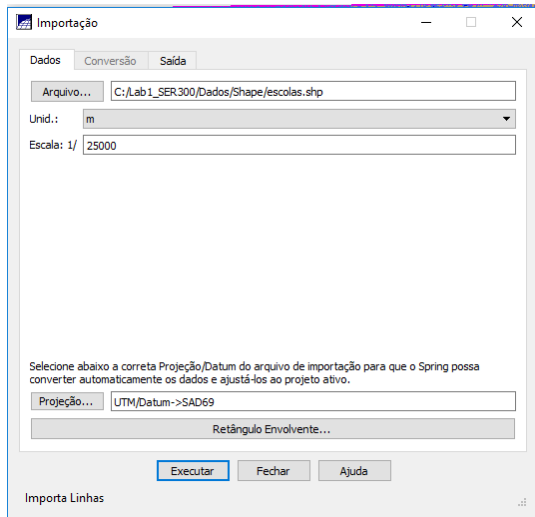 Importação
Dados Conversão Saída
Arquivo... C:/Lab1_SER300/Dados/Shape/escolas.shp
Unid.: m
Escala: 1/ 25000
Selecione abaixo a correta Projeção/Datum do arquivo de importação para que o Spring possa
converter automaticamente os dados e ajustá-los ao projeto ativo.
Projeção... UTM/Datum->SAD69
Retângulo Envolvente...
Executar Fechar Ajuda
Importa Linhas